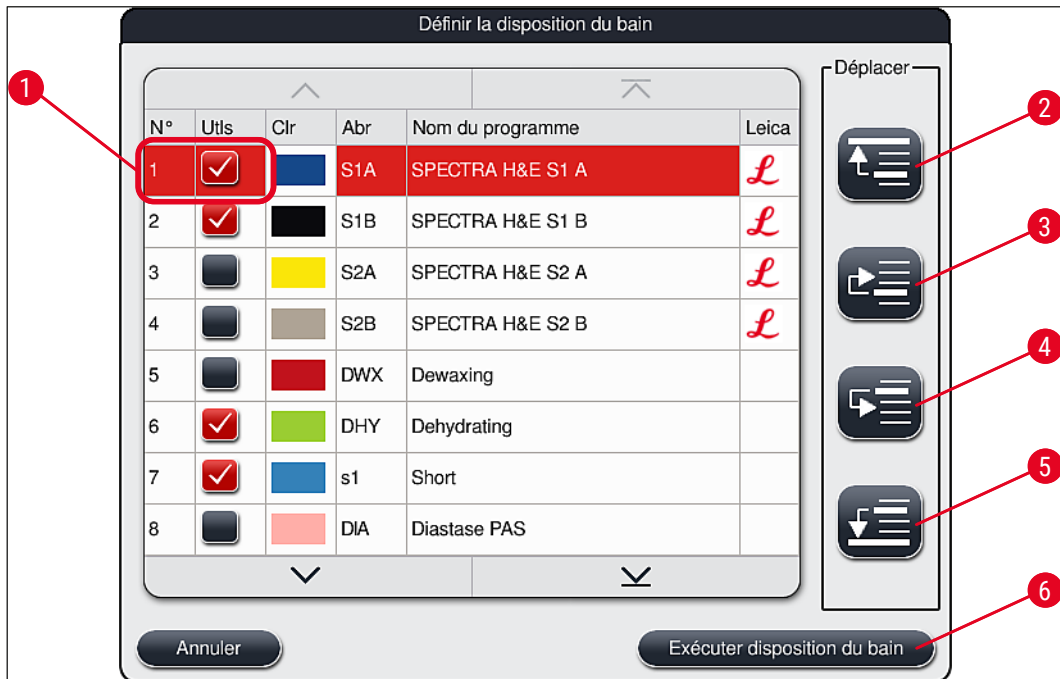 Définir la disposition du bain
Déplacer
1
2
N° Utls Clr Abr Nom du programme Leica
1 S1A SPECTRA H&E S1 A L
2 S1B SPECTRA H&E S1 B L
3
3 S2A SPECTRA H&E S2 A L
4 S2B SPECTRA H&E S2 B L
4
5 DWX Dewaxing
6 DHY Dehydrating
5
7 s1 Short
8 DIA Diastase PAS
6
Annuler Exécuter disposition du bain